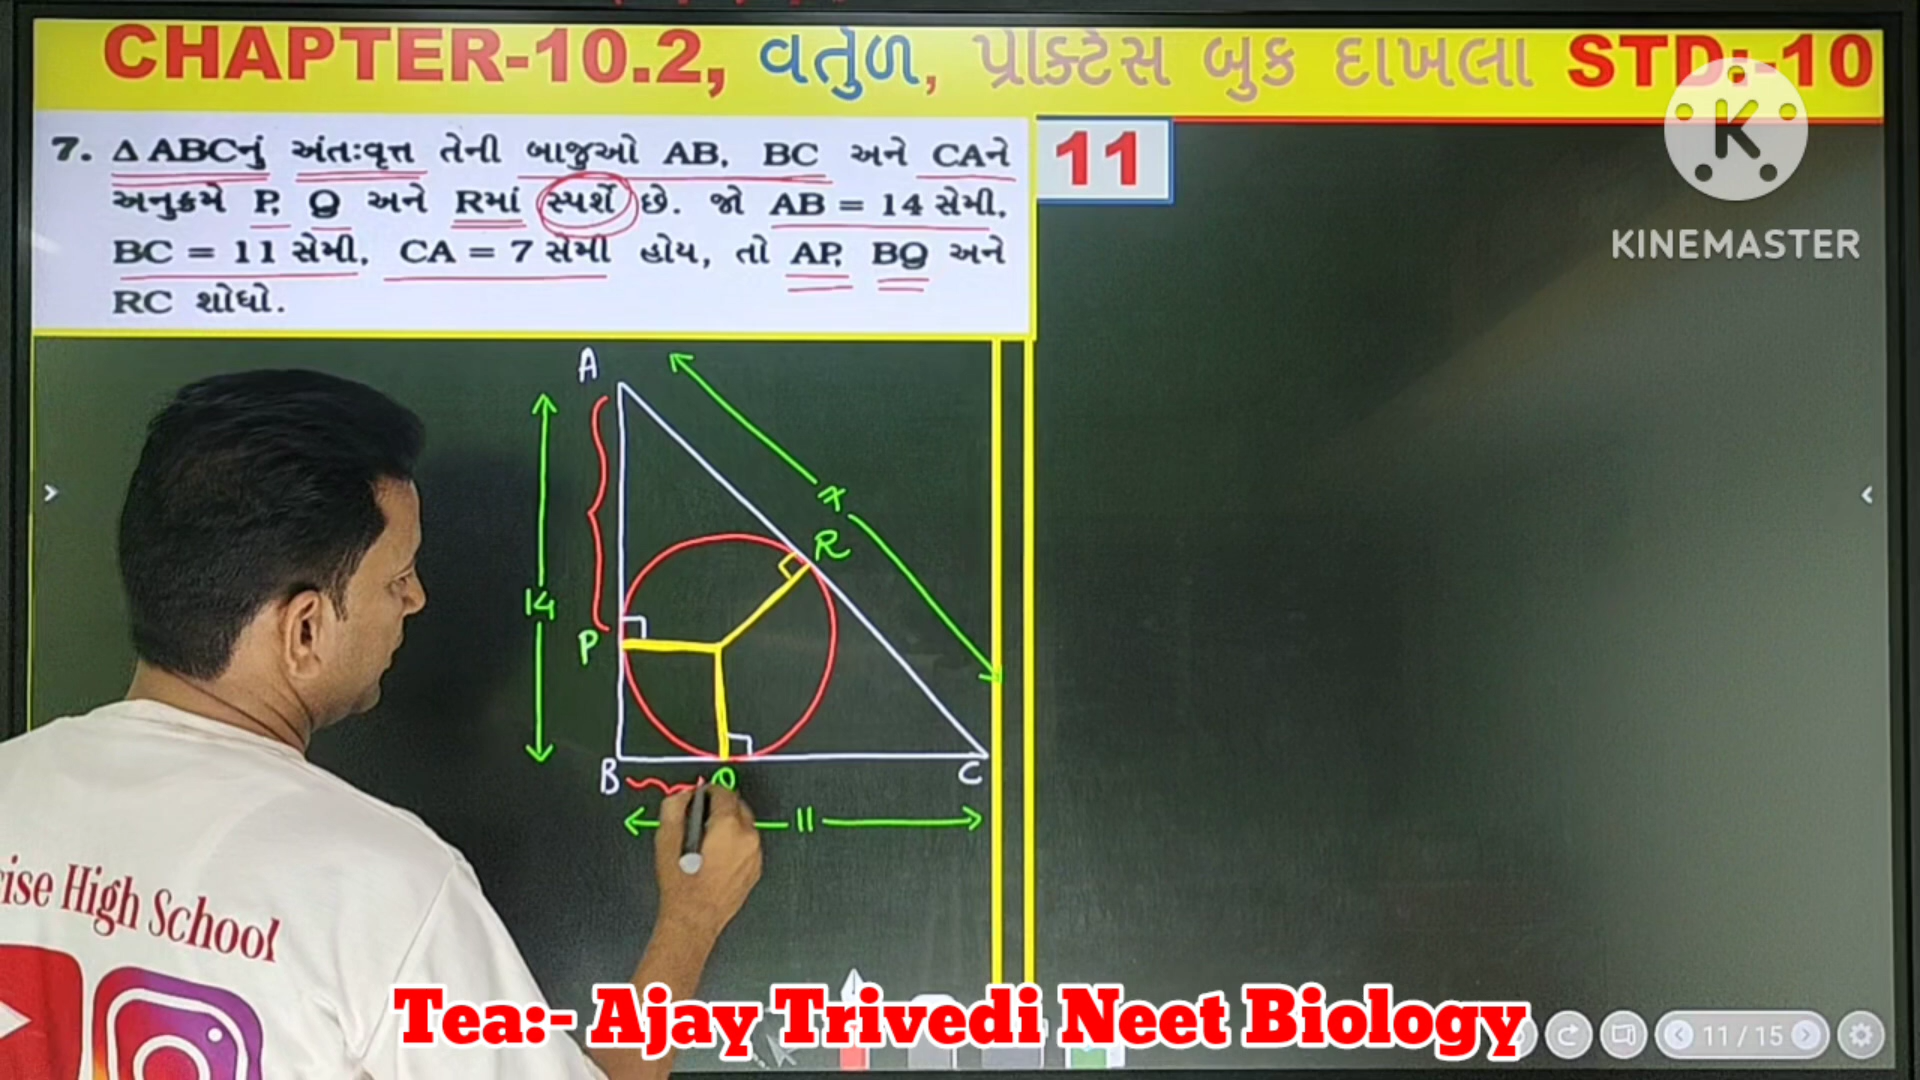 CHAPTER-10.2, વર્તુળ, પ્રેક્ટિસ બુક દાખલા STD:-10
7. Δ ABCનું અંતઃવૃત્ત તેની બાજુઓ AB, BC અને CAને
અનુક્રમે P, Q અને Rમાં સ્પર્શે છે. જો AB = 14 સેમી,
BC = 11 સેમી, CA = 7 સેમી હોય, તો AP, BQ અને
RC શોધો.
11
K
KINEMASTER
A
7
R
14
P
B
Q
C
11
ise High School
Tea:- Ajay Trivedi Neet Biology
11 / 15